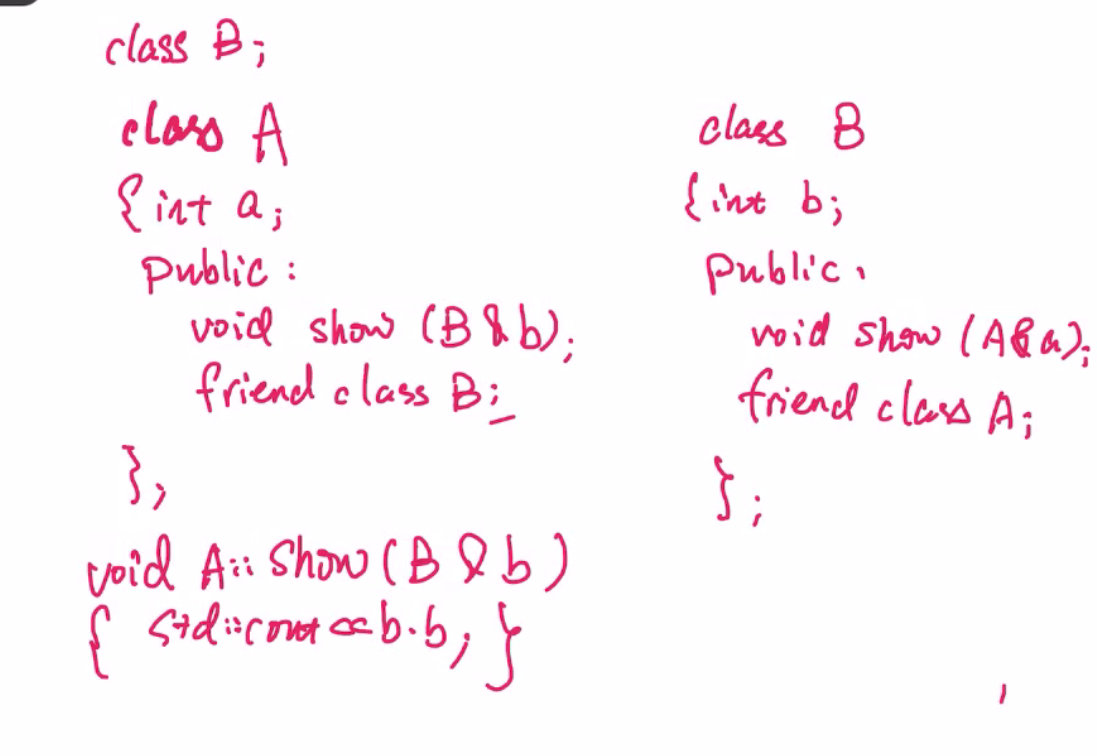 class B;
class A
{int a;
public:
void show (B &b);
friend class B;
};
void A::show(B &b)
{ std::cout << b.b; }
class B
{int b;
public:
void show (A& a);
friend class A;
};